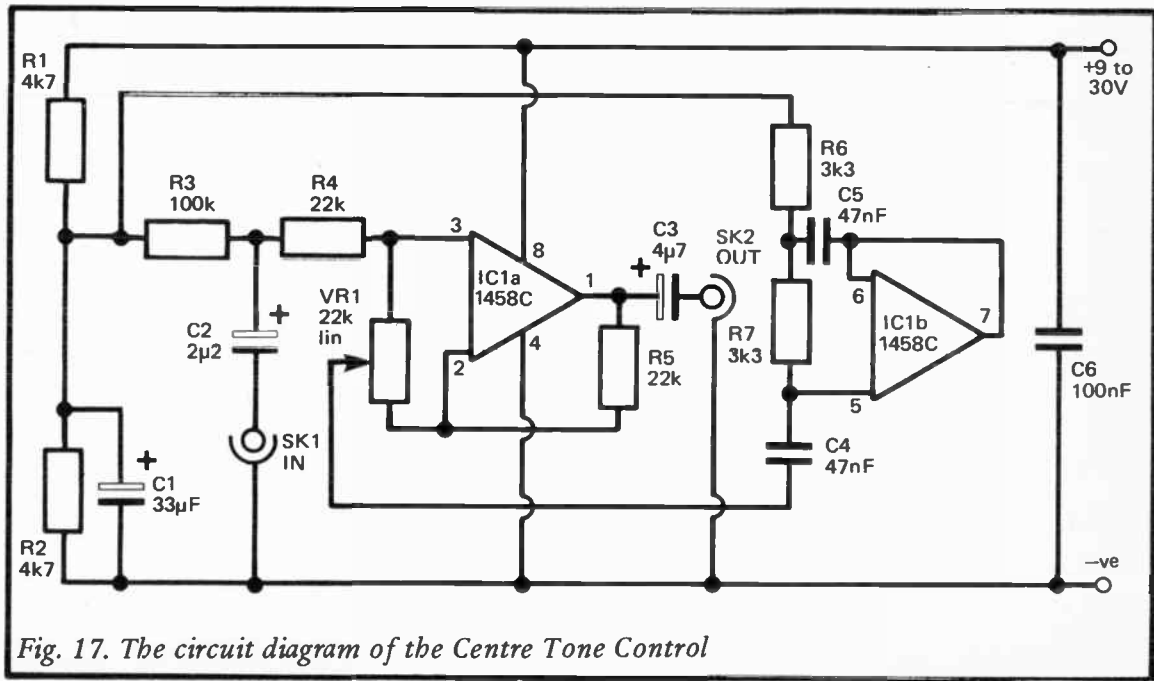 R1
4k7
+9 to
30V
R6
3k3
R3
100k
R4
22k
C5
47nF
3
8
C3
4µ7
SK2
OUT
IC1a
1458C
1
+
6
IC1b
1458C
7
VR1
22k
lin
+
C2
2µ2
2
4
R5
22k
R7
3k3
C6
100nF
5
SK1
IN
C4
47nF
+
C1
33µF
R2
4k7
–ve
Fig. 17. The circuit diagram of the Centre Tone Control